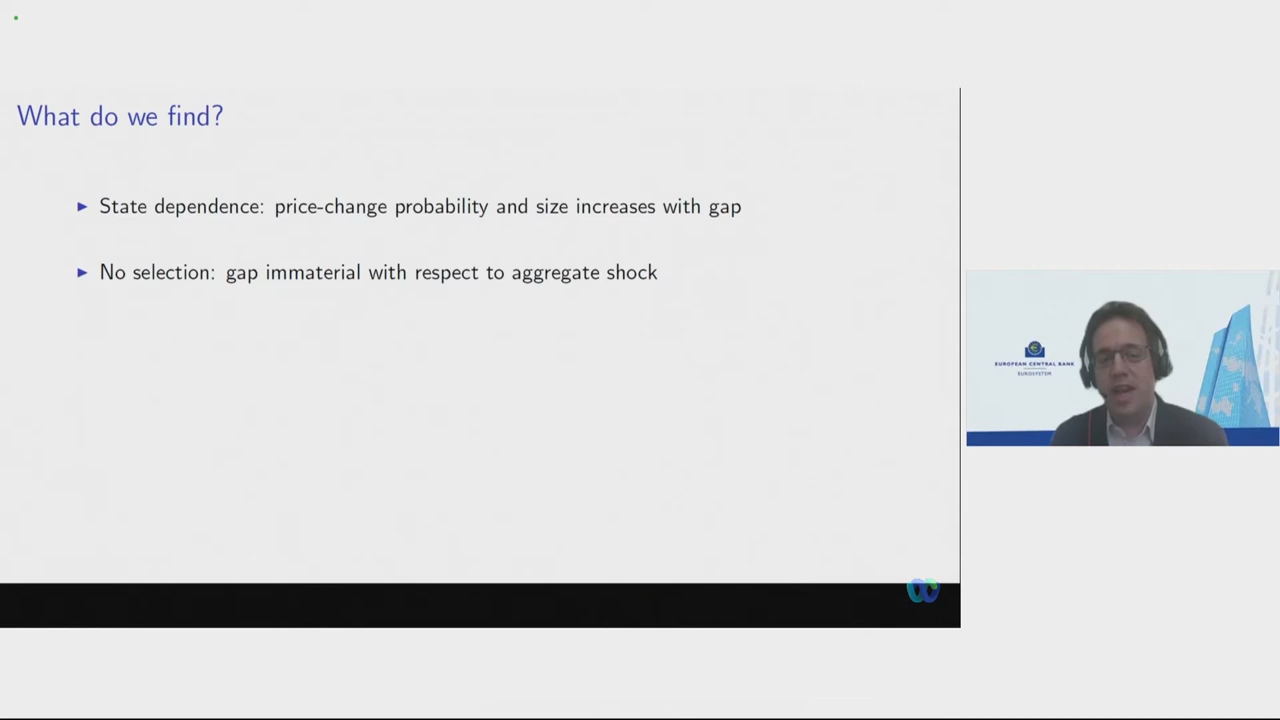 What do we find?
► State dependence: price-change probability and size increases with gap
► No selection: gap immaterial with respect to aggregate shock
EUROPEAN CENTRAL BANK
EUROSYSTEM